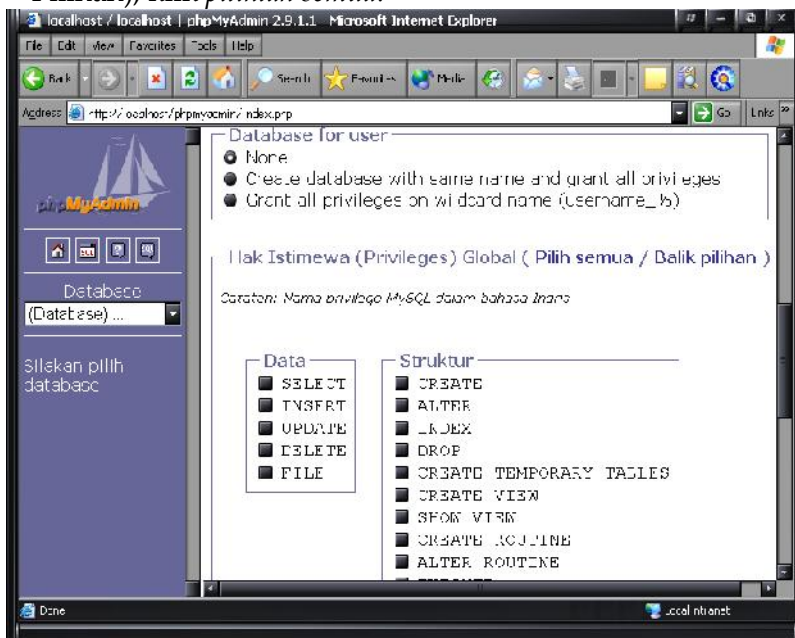 localhost / localhost | phpMyAdmin 2.9.1.1 Microsoft Internet Explorer
File Edit View Favorites Tools Help
Back Search Favorites Media
Address http://localhost/phpmyadmin/index.php Go Links »
phpMyAdmin
Database
(Database) ...
Silakan pilih
database
Database for user
None
Create database with same name and grant all privileges
Grant all privileges on wildcard name (username_%)
Hak Istimewa (Privileges) Global ( Pilih semua / Balik pilihan )
Catatan: Nama privilege MySQL dalam bahasa Inggris
Data
SELECT
INSERT
UPDATE
DELETE
FILE
Struktur
CREATE
ALTER
INDEX
DROP
CREATE TEMPORARY TABLES
CREATE VIEW
SHOW VIEW
CREATE ROUTINE
ALTER ROUTINE
Done
Local intranet